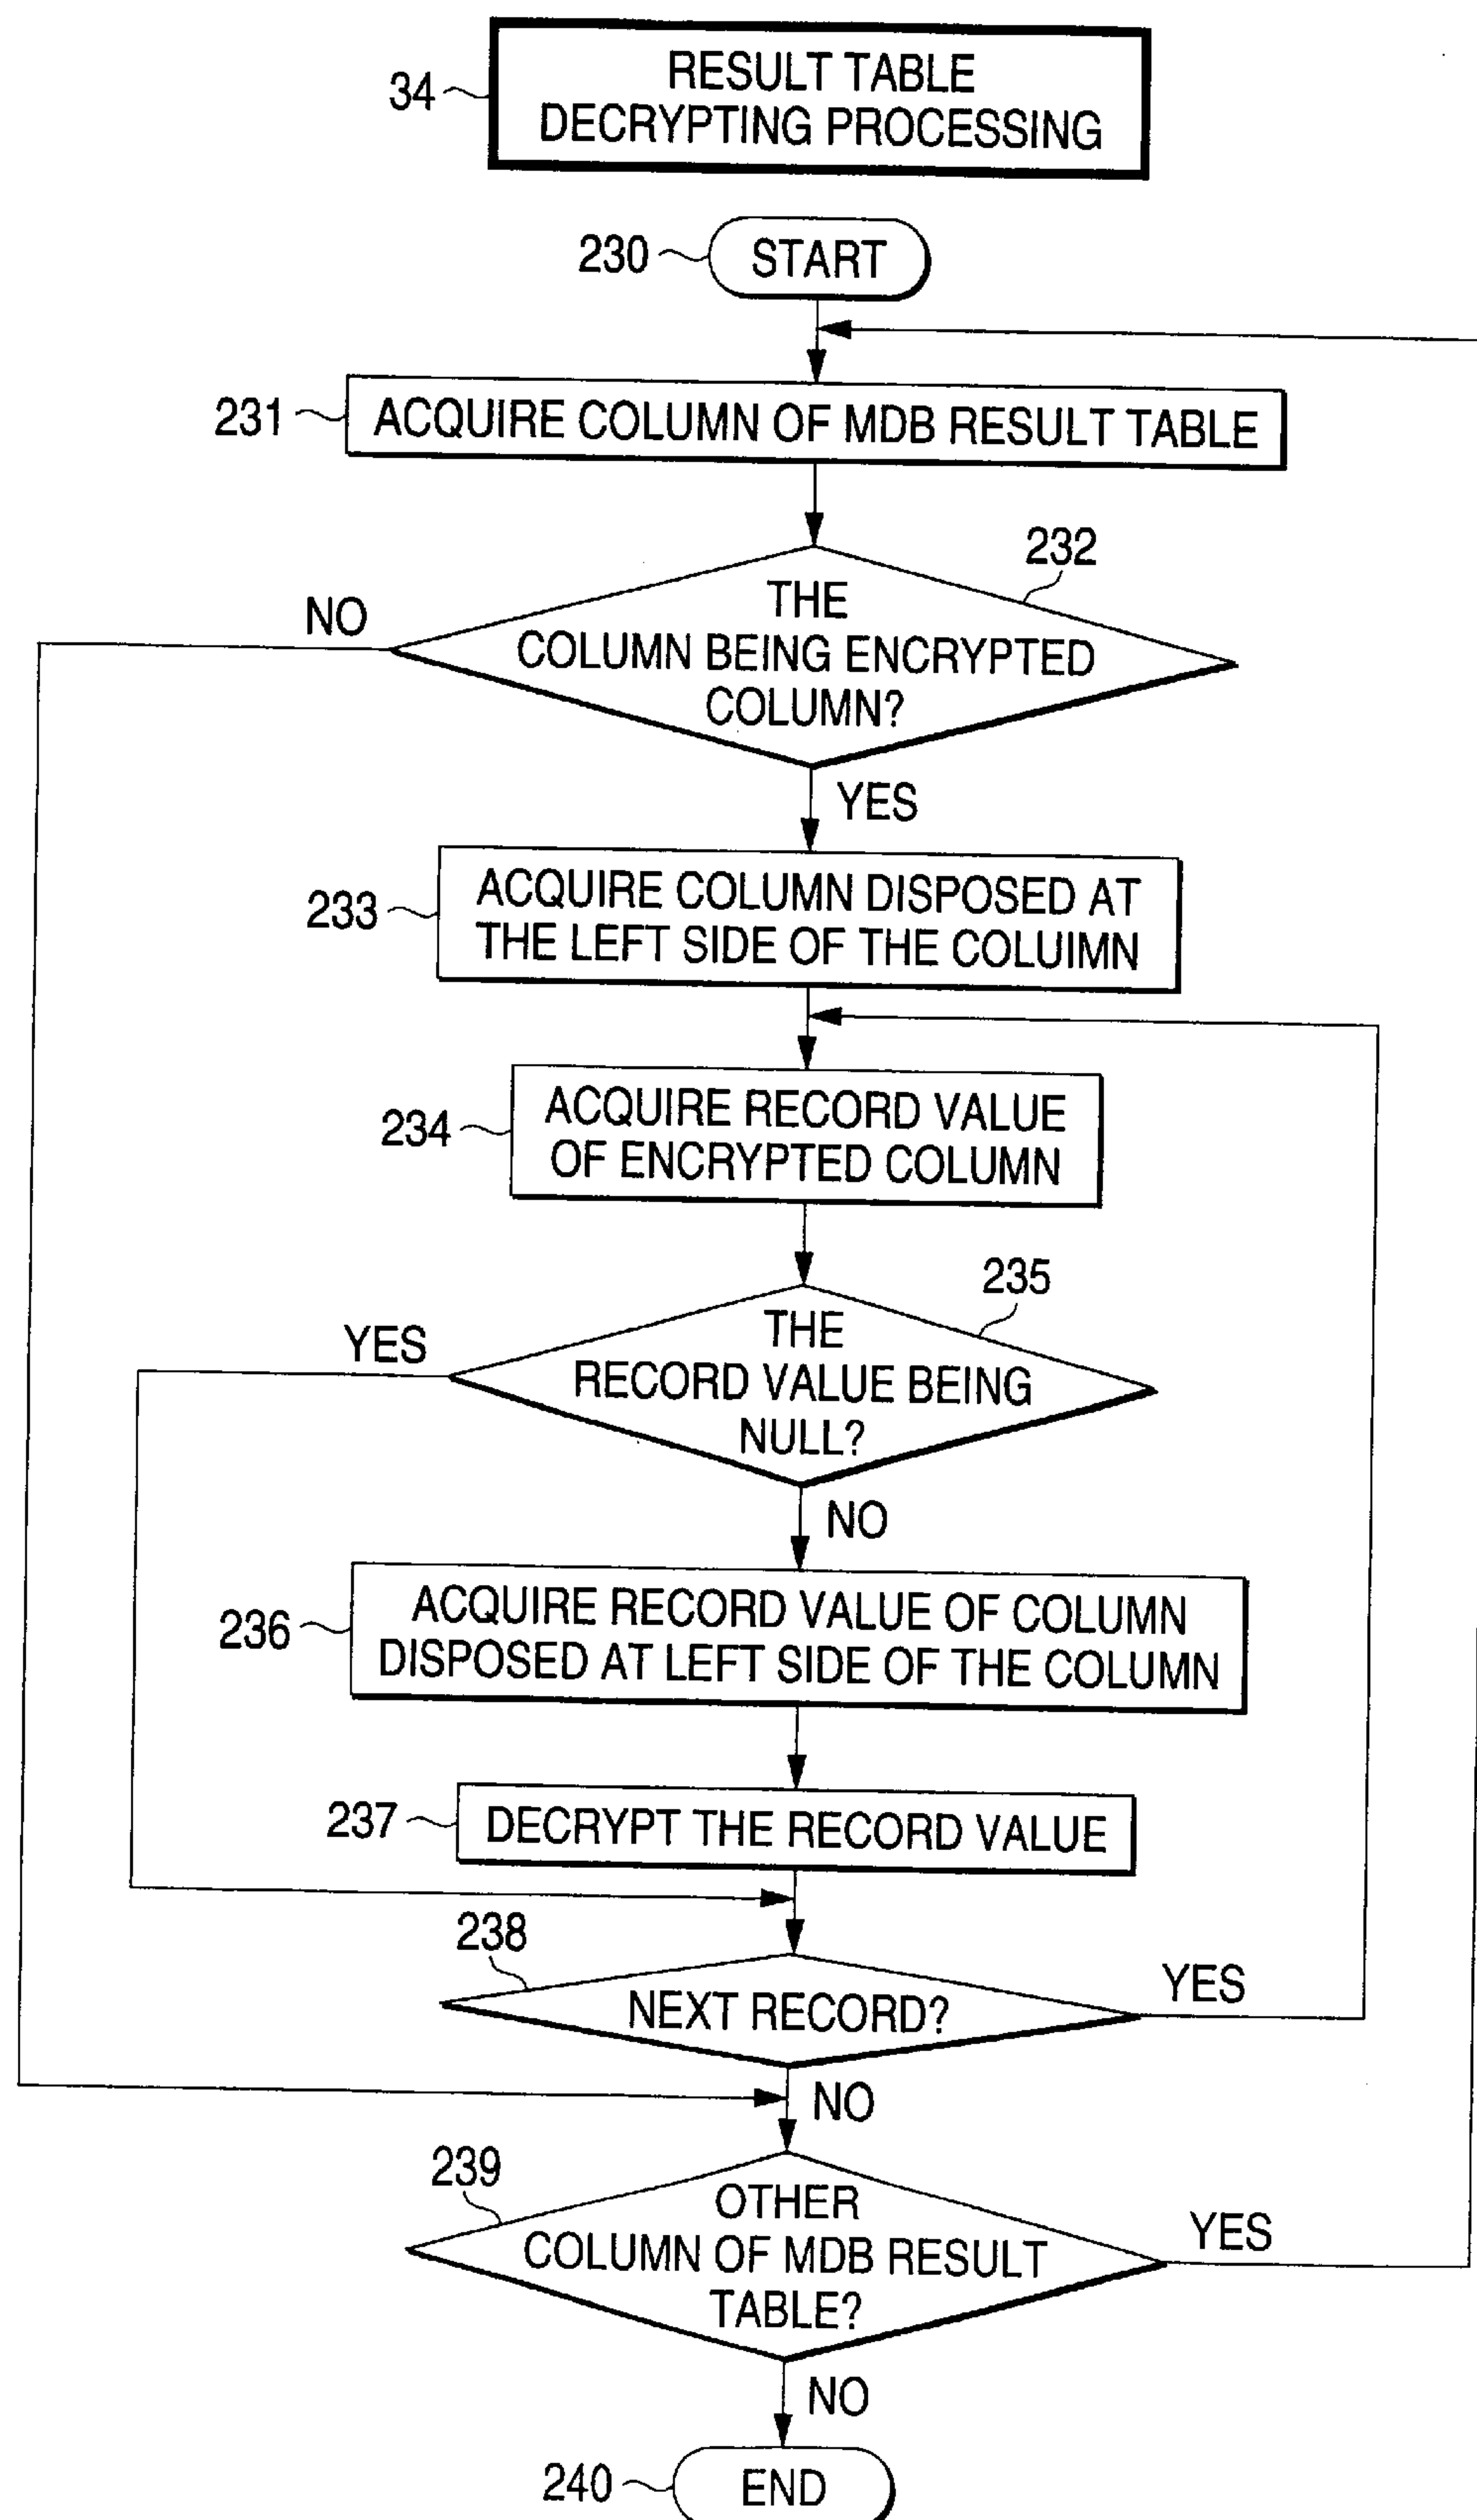 RESULT TABLE
DECRYPTING PROCESSING
34
230
START
231
ACQUIRE COLUMN OF MDB RESULT TABLE
232
THE
COLUMN BEING ENCRYPTED
COLUMN?
NO
YES
233
ACQUIRE COLUMN DISPOSED AT
THE LEFT SIDE OF THE COLUIMN
234
ACQUIRE RECORD VALUE
OF ENCRYPTED COLUMN
235
THE
RECORD VALUE BEING
NULL?
YES
NO
236
ACQUIRE RECORD VALUE OF COLUMN
DISPOSED AT LEFT SIDE OF THE COLUMN
237
DECRYPT THE RECORD VALUE
238
NEXT RECORD?
YES
NO
239
OTHER
COLUMN OF MDB RESULT
TABLE?
YES
NO
240
END